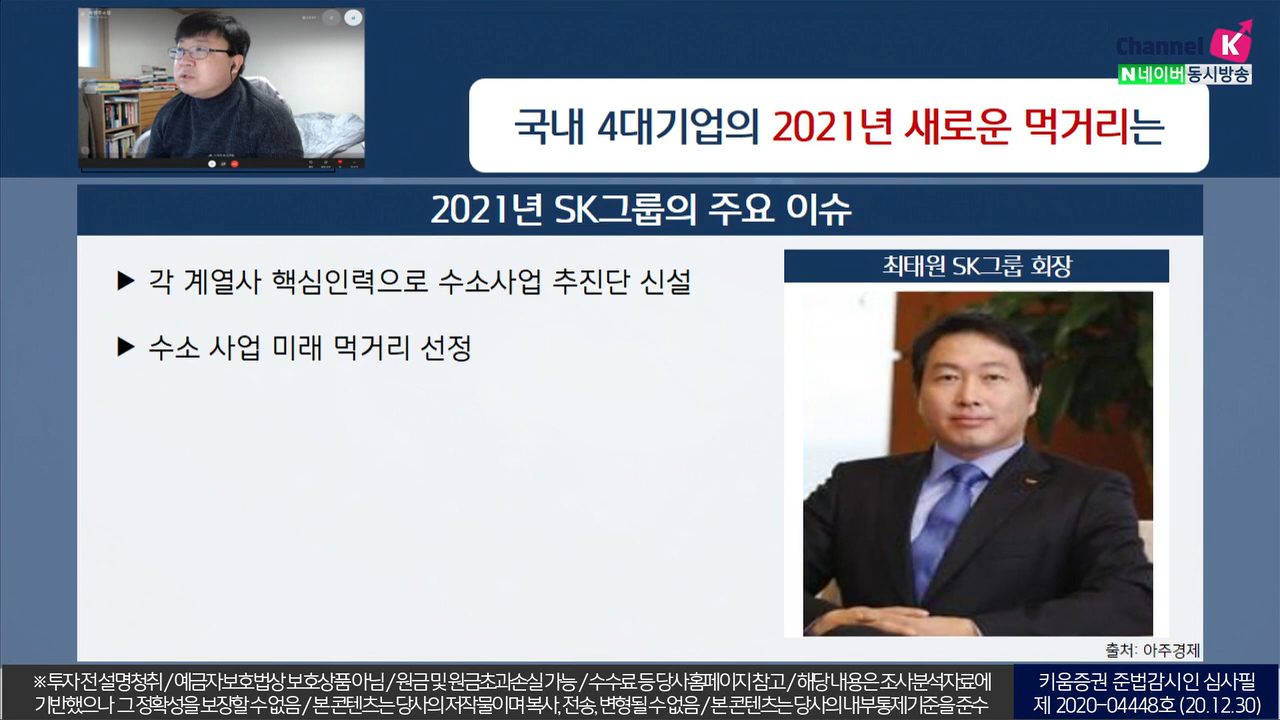 Channel K
N 네이버 동시방송
국내 4대기업의 2021년 새로운 먹거리는
2021년 SK그룹의 주요 이슈
▶ 각 계열사 핵심인력으로 수소사업 추진단 신설
▶ 수소 사업 미래 먹거리 선정
최태원 SK그룹 회장
출처: 아주경제
※ 투자 전 설명청취 / 예금자보호법상 보호상품 아님 / 원금 및 원금초과손실 가능 / 수수료 등 당사홈페이지 참고 / 해당 내용은 조사분석자료에
기반했으나 그 정확성을 보장할 수 없음 / 본 콘텐츠는 당사의 저작물이며 복사, 전송, 변형될 수 없음 / 본 콘텐츠는 당사의 내부통제기준을 준수
키움증권 준법감시인 심사필
제 2020-04448호 (20.12.30)